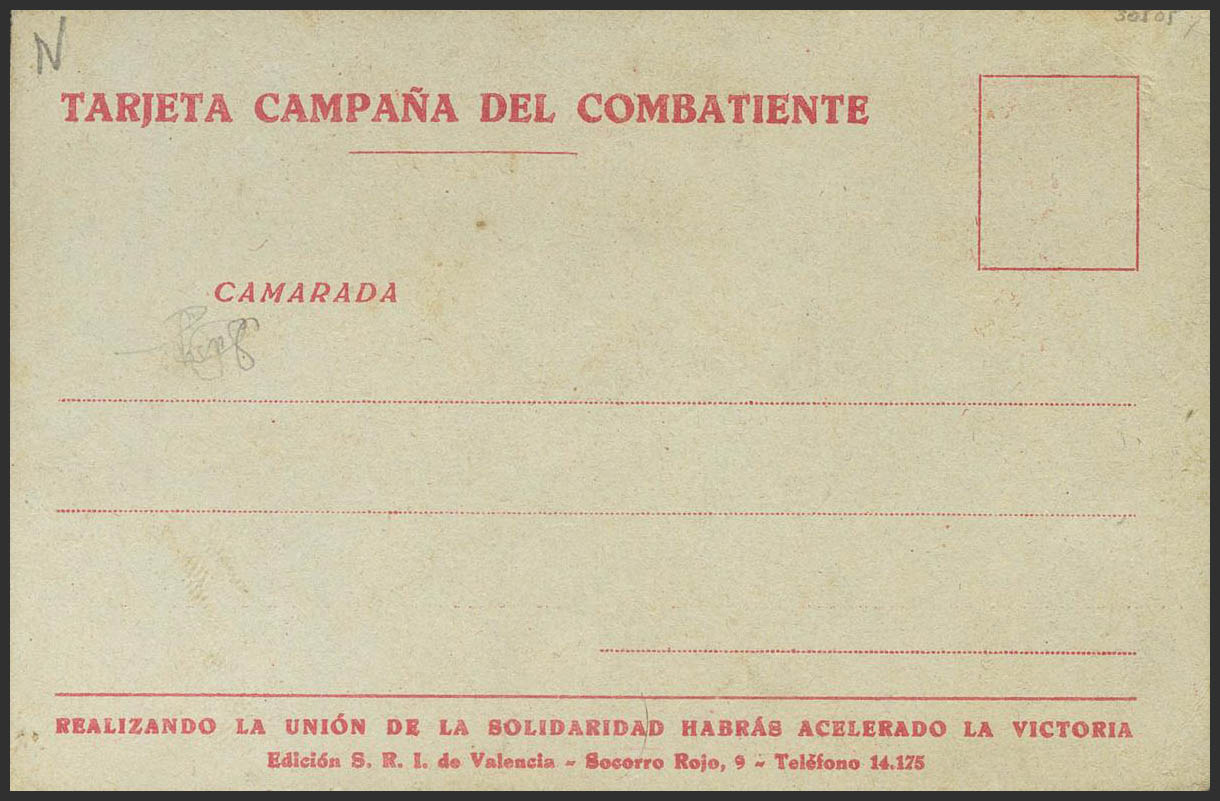 30505
N
TARJETA CAMPAÑA DEL COMBATIENTE
CAMARADA
REALIZANDO LA UNIÓN DE LA SOLIDARIDAD HABRÁS ACELERADO LA VICTORIA
Edición S. R. I. de Valencia - Socorro Rojo, 9 - Teléfono 14.175